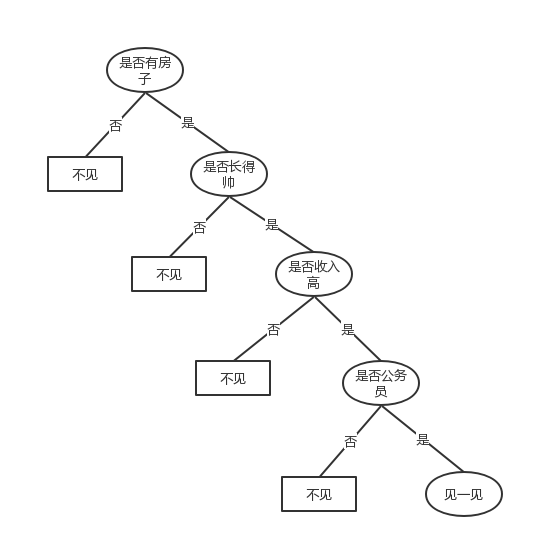 是否有房
子
否
是
不见
是否长得
帅
否
是
不见
是否收入
高
否
是
不见
是否公务
员
否
是
不见
见一见